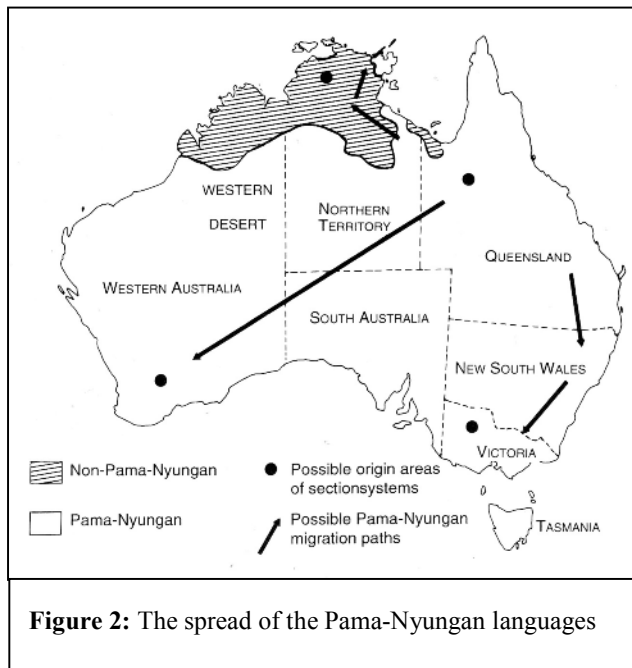 WESTERN
DESERT
NORTHERN
TERRITORY
QUEENSLAND
WESTERN AUSTRALIA
SOUTH AUSTRALIA
NEW SOUTH WALES
VICTORIA
TASMANIA
Non-Pama-Nyungan
Pama-Nyungan
Possible origin areas
of sectionsystems
Possible Pama-Nyungan
migration paths
Figure 2: The spread of the Pama-Nyungan languages